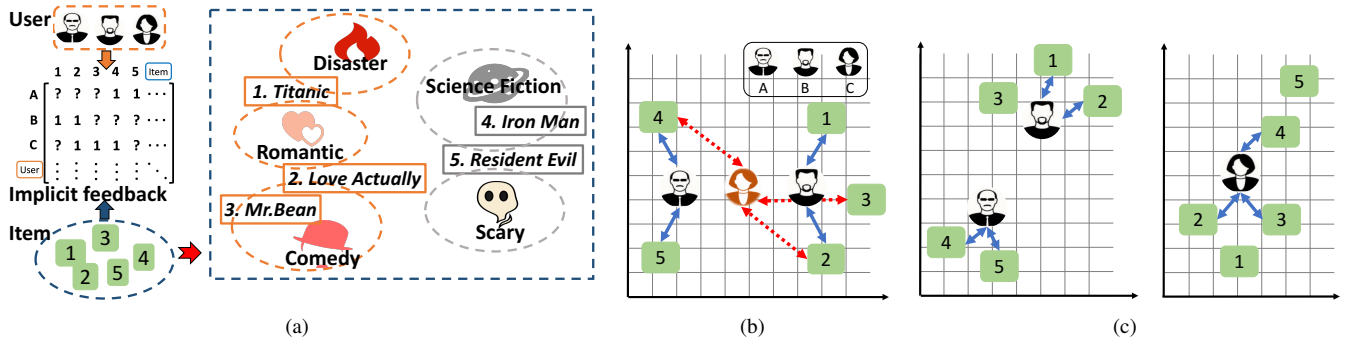 User
1 2 3 4 5 Item
A ? ? ? 1 1 ···
B 1 1 ? ? ? ···
C ? 1 1 1 ? ···
User
Implicit feedback
Item
3
1
4
2
5
Disaster
1. Titanic
Science Fiction
4. Iron Man
Romantic
5. Resident Evil
2. Love Actually
3. Mr.Bean
Scary
Comedy
(a)
A B C
4
1
3
5
2
(b)
1
3
2
4
5
5
4
2
3
1
(c)